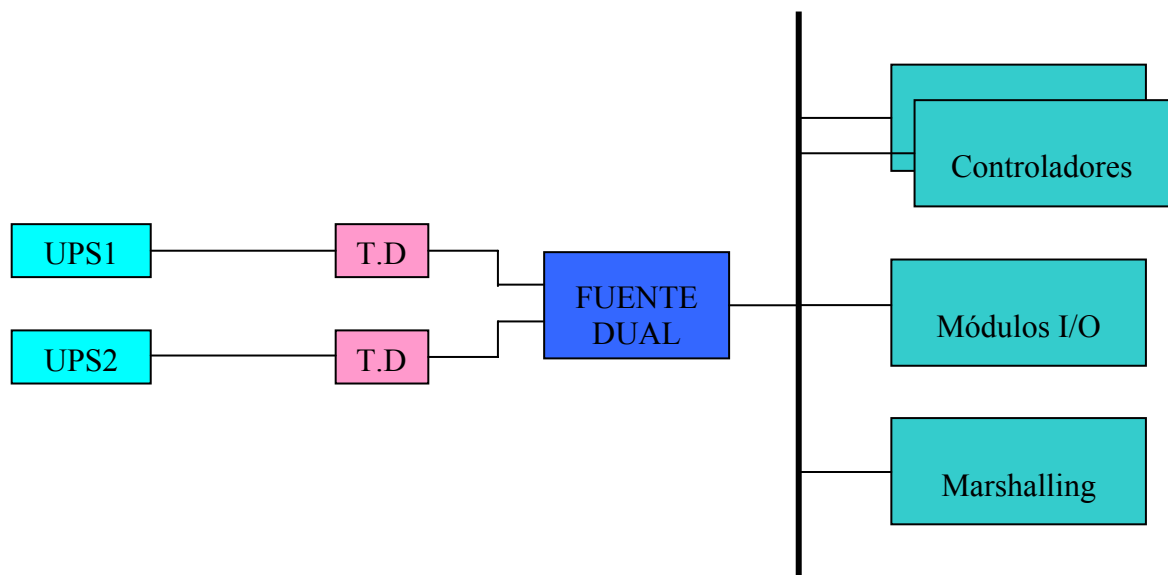 Controladores
UPS1
T.D
FUENTE
DUAL
Módulos I/O
UPS2
T.D
Marshalling